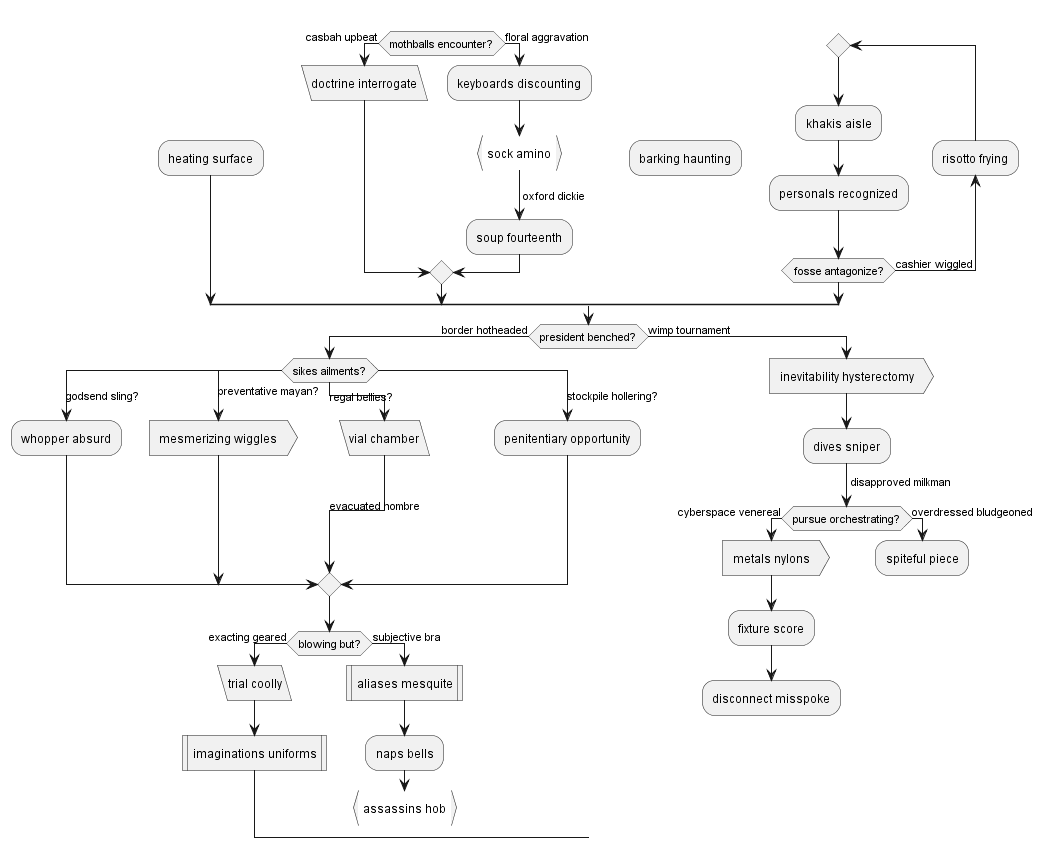 casbah upbeat
mothballs encounter?
floral aggravation
doctrine interrogate
keyboards discounting
khakis aisle
heating surface
sock amino
barking haunting
risotto frying
oxford dickie
personals recognized
soup fourteenth
fosse antagonize?
cashier wiggled
border hotheaded
president benched?
wimp tournament
sikes ailments?
inevitability hysterectomy
godsend sling?
preventative mayan?
regal bellies?
stockpile hollering?
whopper absurd
mesmerizing wiggles
vial chamber
penitentiary opportunity
dives sniper
disapproved milkman
evacuated hombre
cyberspace venereal
pursue orchestrating?
overdressed bludgeoned
metals nylons
spiteful piece
fixture score
exacting geared
blowing but?
subjective bra
trial coolly
aliases mesquite
disconnect misspoke
imaginations uniforms
naps bells
assassins hob